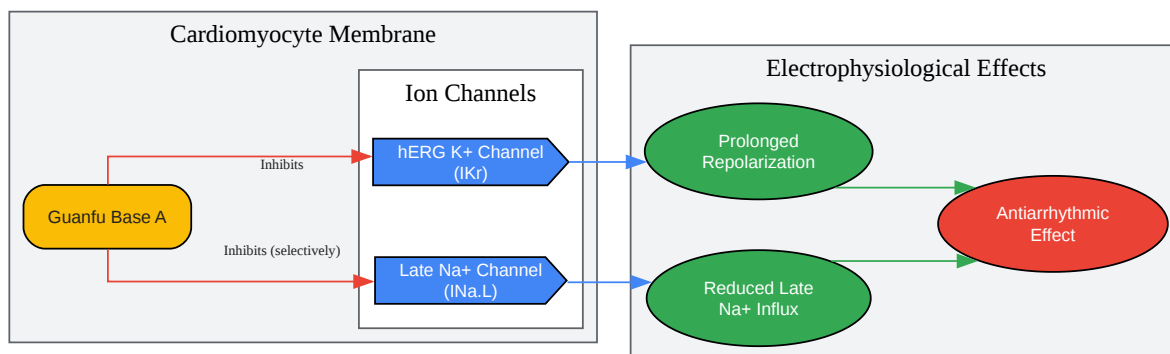 Cardiomyocyte Membrane
Ion Channels
Electrophysiological Effects
Guanfu Base A
Inhibits
Inhibits (selectively)
hERG K+ Channel
(IKr)
Late Na+ Channel
(INa.L)
Prolonged
Repolarization
Reduced Late
Na+ Influx
Antiarrhythmic
Effect